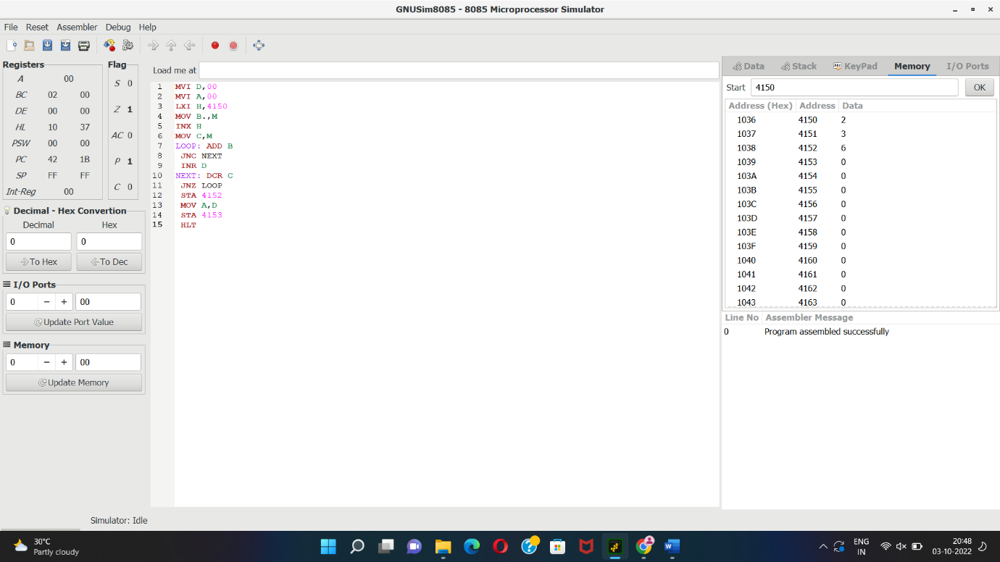 GNUSim8085 - 8085 Microprocessor Simulator
File Reset Assembler Debug Help
Registers
A 00
BC 02 00
DE 00 00
HL 10 37
PSW 00 00
PC 42 1B
SP FF FF
Int-Reg 00
Flag
S 0
Z 1
AC 0
P 1
C 0
Decimal - Hex Convertion
Decimal Hex
0 0
To Hex To Dec
I/O Ports
0 − + 00
Update Port Value
Memory
0 − + 00
Update Memory
Load me at
1 MVI D,00
2 MVI A,00
3 LXI H,4150
4 MOV B.,M
5 INX H
6 MOV C,M
7 LOOP: ADD B
8 JNC NEXT
9 INR D
10 NEXT: DCR C
11 JNZ LOOP
12 STA 4152
13 MOV A,D
14 STA 4153
15 HLT
Data Stack Abc KeyPad Memory I/O Ports
Start 4150 OK
Address (Hex) Address Data
1036 4150 2
1037 4151 3
1038 4152 6
1039 4153 0
103A 4154 0
103B 4155 0
103C 4156 0
103D 4157 0
103E 4158 0
103F 4159 0
1040 4160 0
1041 4161 0
1042 4162 0
1043 4163 0
Line No Assembler Message
0 Program assembled successfully
Simulator: Idle
30°C
Partly cloudy
ENG
IN
20:48
03-10-2022